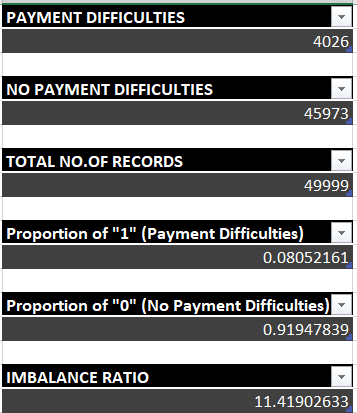 PAYMENT DIFFICULTIES
4026
NO PAYMENT DIFFICULTIES
45973
TOTAL NO.OF RECORDS
49999
Proportion of "1" (Payment Difficulties)
0.08052161
Proportion of "0" (No Payment Difficulties)
0.91947839
IMBALANCE RATIO
11.41902633